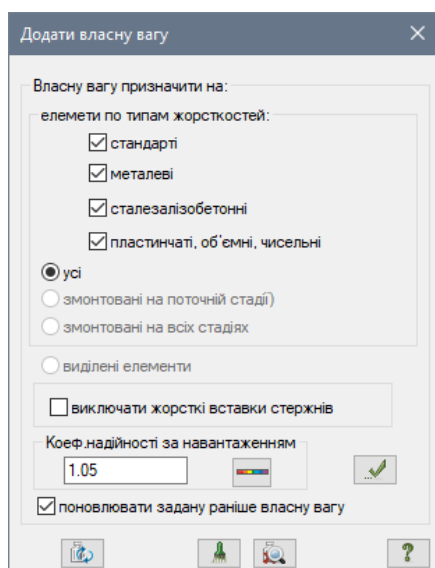 Додати власну вагу
Власну вагу призначити на:
елемети по типам жорсткостей:
стандарті
металеві
сталезалізобетонні
пластинчаті, об'ємні, чисельні
усі
змонтовані на поточній стадії)
змонтовані на всіх стадіях
виділені елементи
виключати жорсткі вставки стержнів
Коеф.надійності за навантаженням
1.05
поновлювати задану раніше власну вагу
?